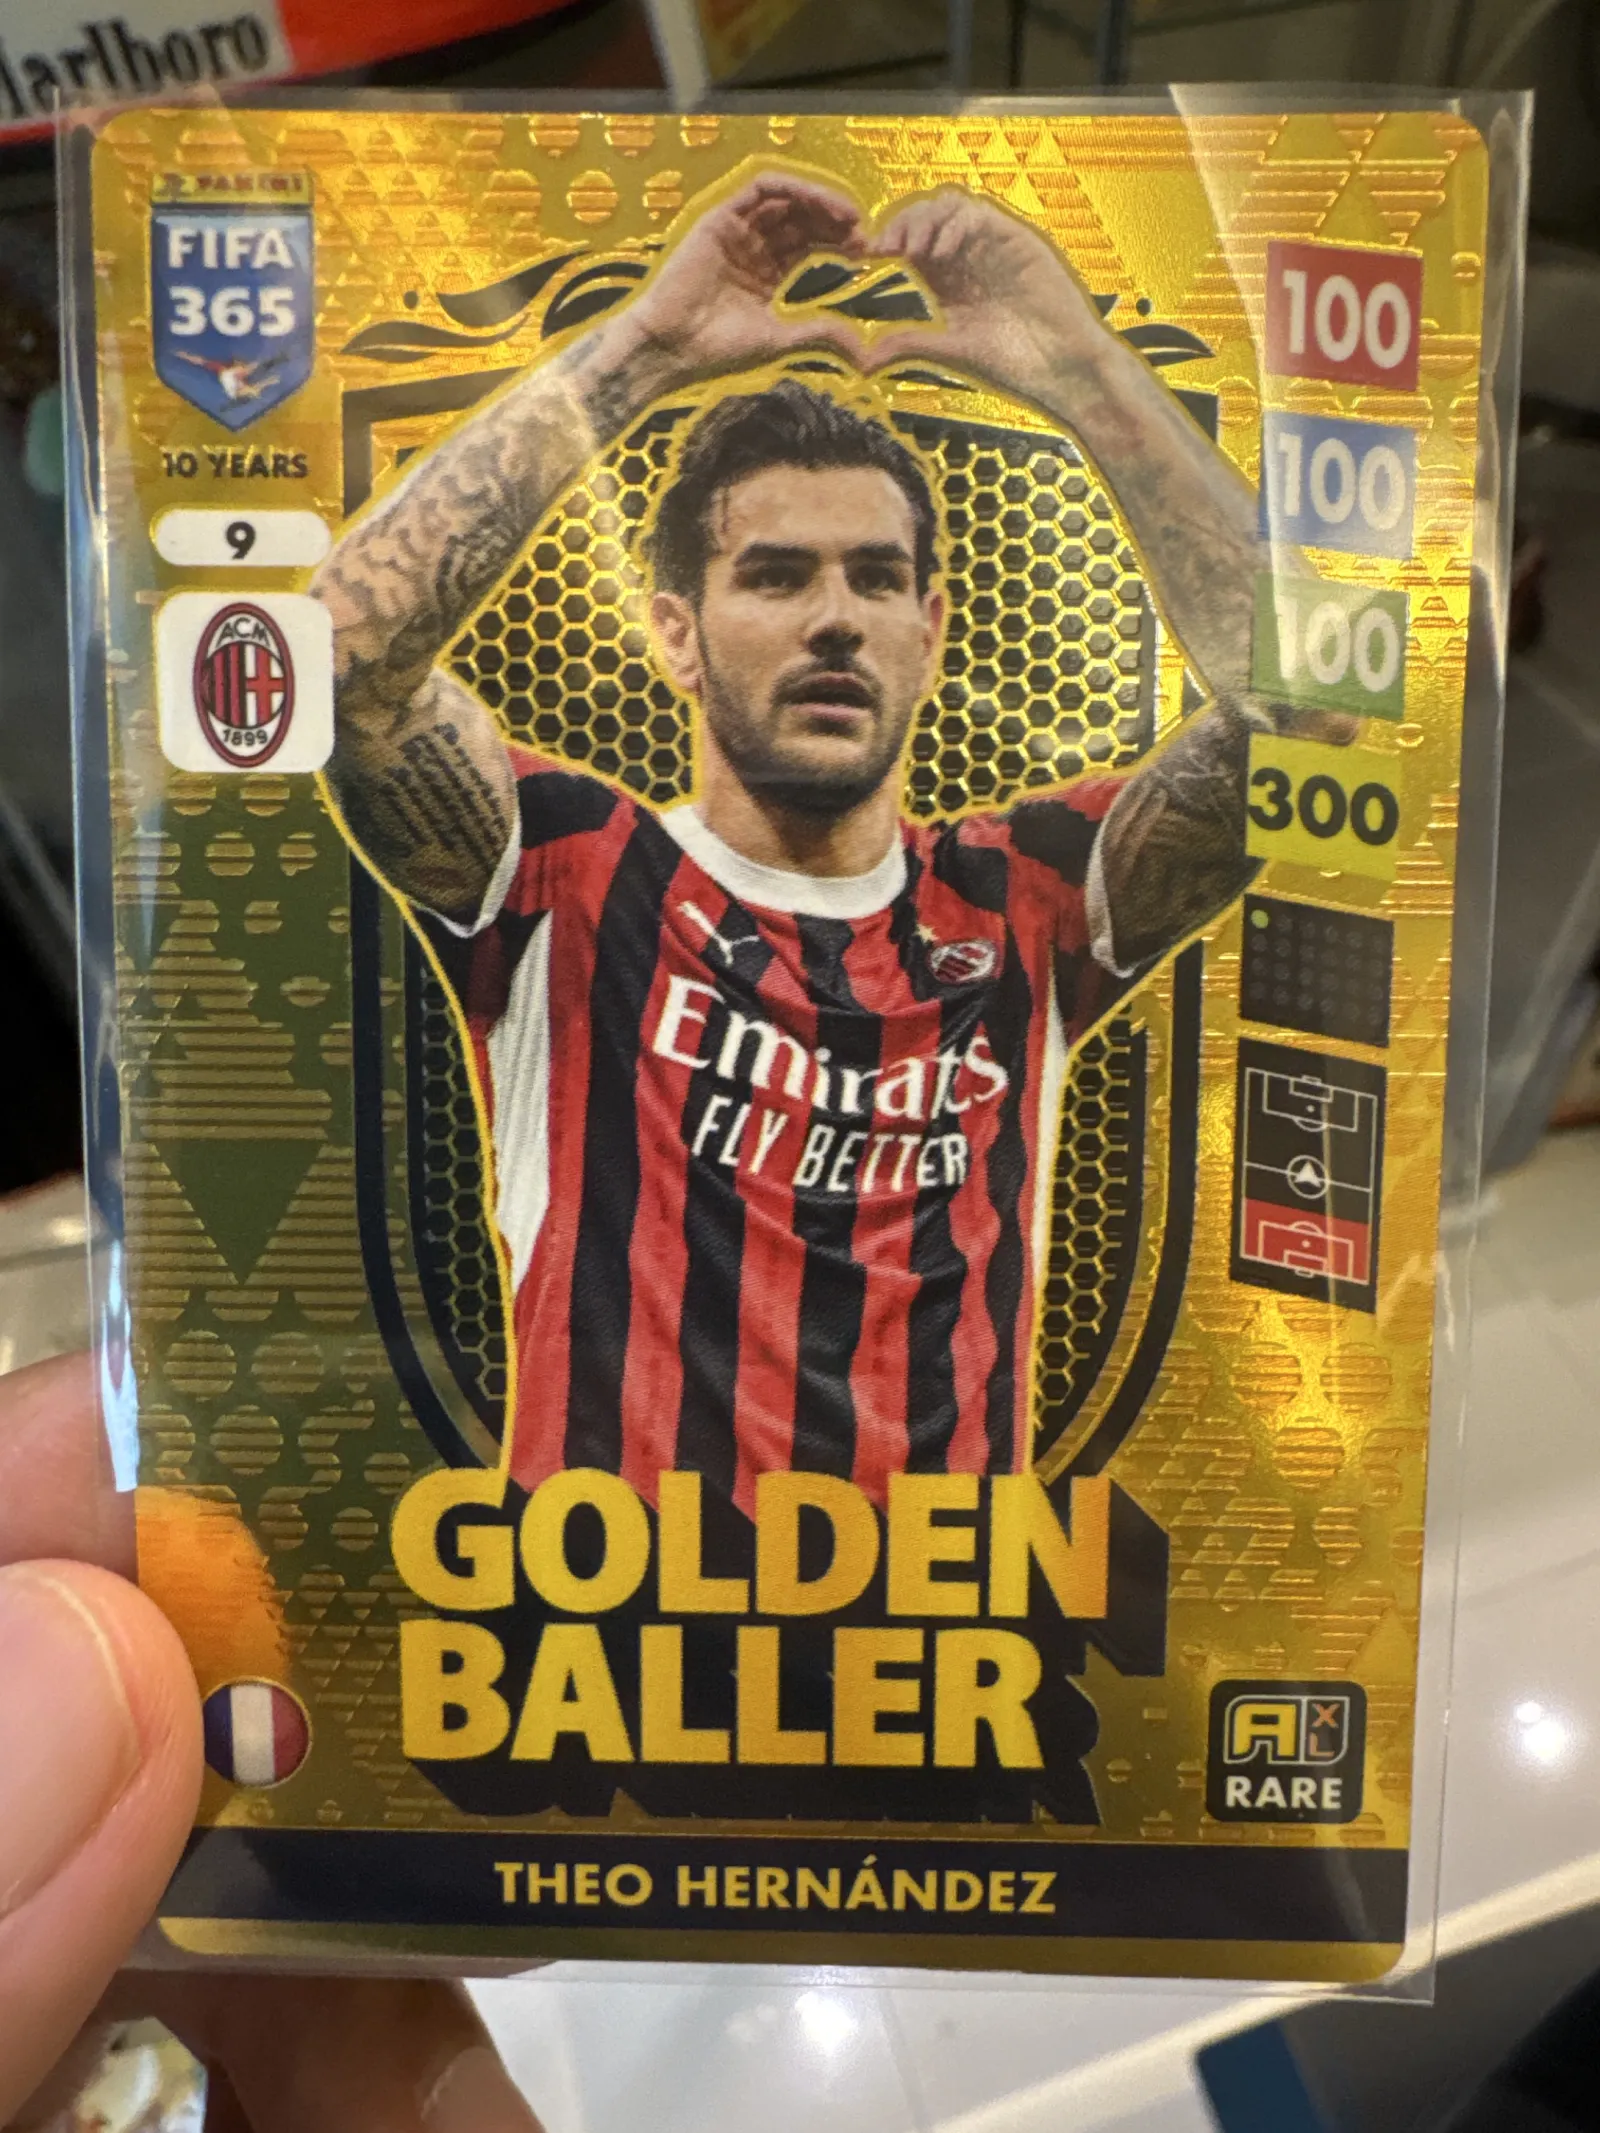 Marlboro
PANINI
FIFA
365
10 YEARS
9
ACM
1899
100
100
100
300
Emirates
FLY BETTER
GOLDEN
BALLER
XL
RARE
THEO HERNÁNDEZ